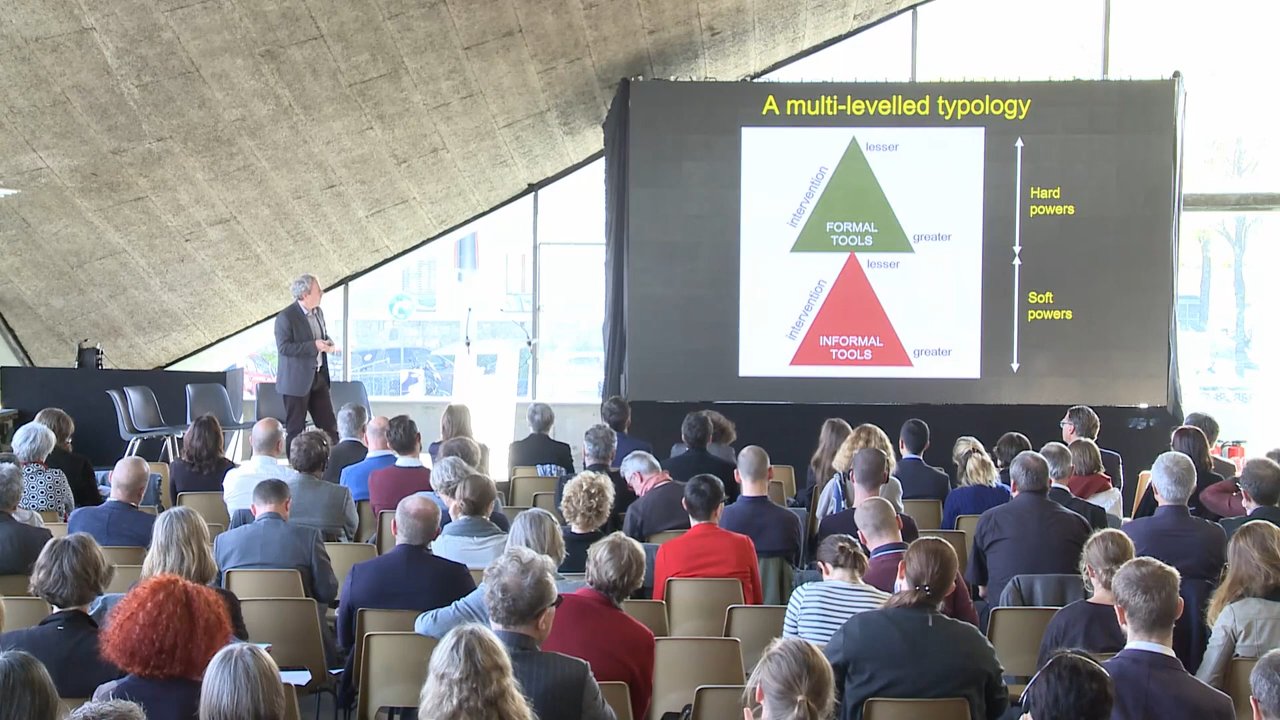 A multi-levelled typology
lesser
intervention
FORMAL
TOOLS
greater
Hard
powers
lesser
intervention
INFORMAL
TOOLS
greater
Soft
powers